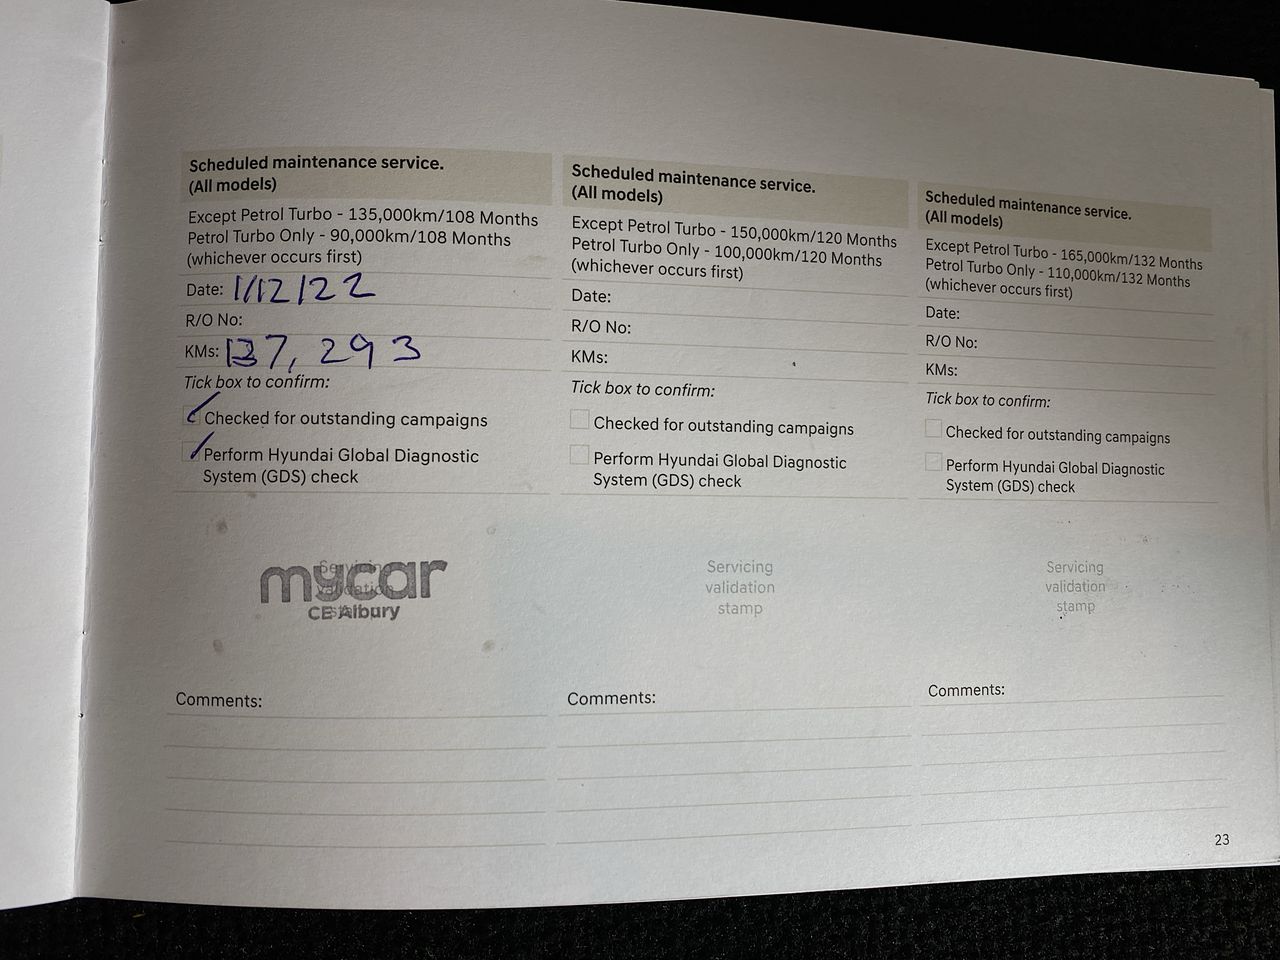 Scheduled maintenance service.
(All models)
Except Petrol Turbo - 135,000km/108 Months
Petrol Turbo Only - 90,000km/108 Months
(whichever occurs first)
Date: 1/12/22
R/O No:
KMs: 137,293
Tick box to confirm:
Checked for outstanding campaigns
Perform Hyundai Global Diagnostic
System (GDS) check
Servicing
validation
stamp
mycar
CE Albury
Comments:
Scheduled maintenance service.
(All models)
Except Petrol Turbo - 150,000km/120 Months
Petrol Turbo Only - 100,000km/120 Months
(whichever occurs first)
Date:
R/O No:
KMs:
Tick box to confirm:
Checked for outstanding campaigns
Perform Hyundai Global Diagnostic
System (GDS) check
Servicing
validation
stamp
Comments:
Scheduled maintenance service.
(All models)
Except Petrol Turbo - 165,000km/132 Months
Petrol Turbo Only - 110,000km/132 Months
(whichever occurs first)
Date:
R/O No:
KMs:
Tick box to confirm:
Checked for outstanding campaigns
Perform Hyundai Global Diagnostic
System (GDS) check
Servicing
validation
stamp
Comments:
23